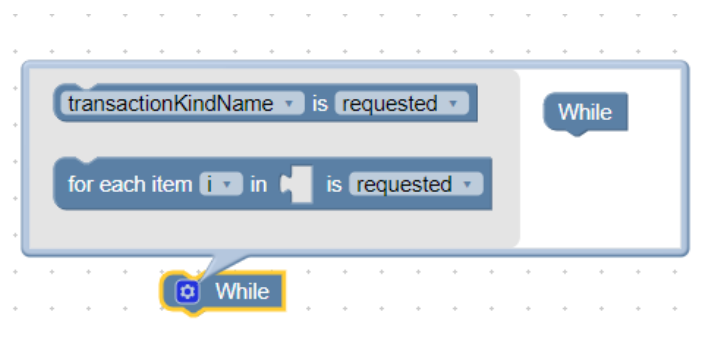 transactionKindName is requested
While
for each item i in is requested
While